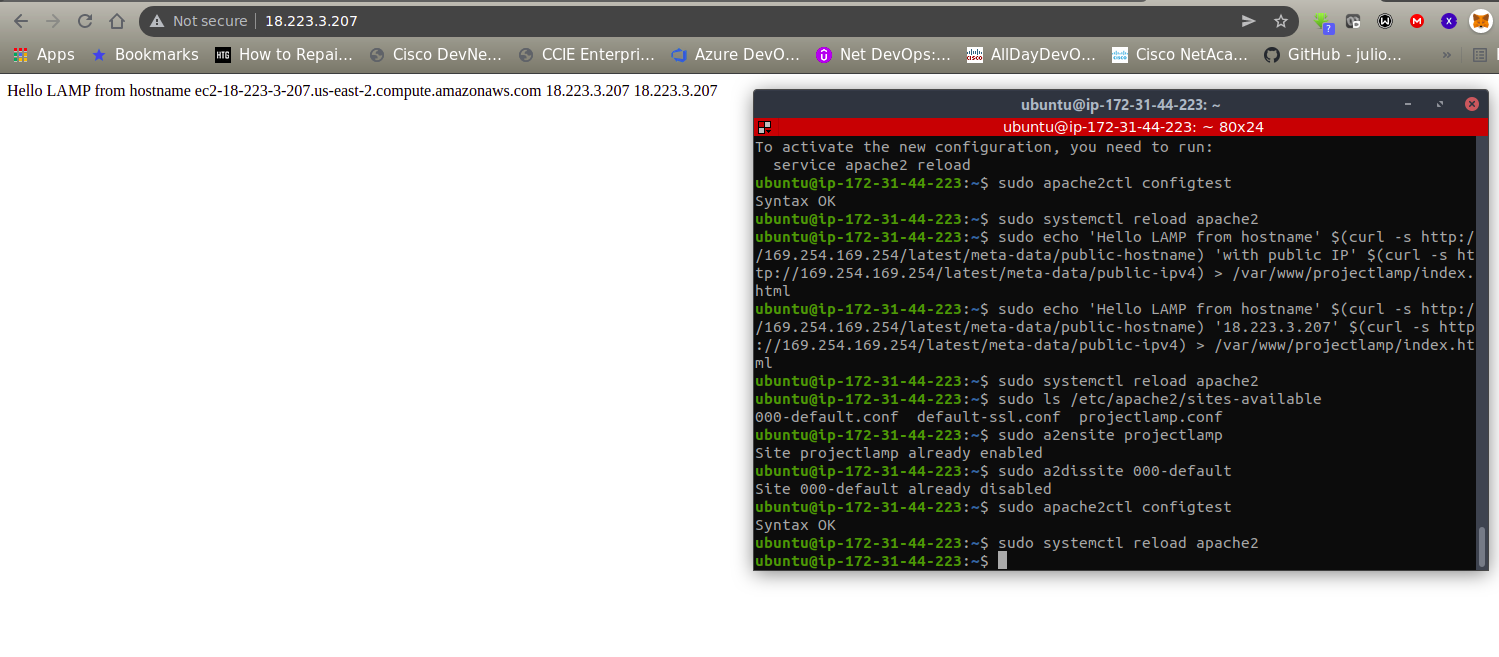 Not secure 18.223.3.207
Apps Bookmarks HTG How to Repai... Cisco DevNe... CCIE Enterpri... Azure DevO... Net DevOps:... AllDayDevO... Cisco NetAca... GitHub - julio... »
Hello LAMP from hostname ec2-18-223-3-207.us-east-2.compute.amazonaws.com 18.223.3.207 18.223.3.207
ubuntu@ip-172-31-44-223: ~
ubuntu@ip-172-31-44-223: ~ 80x24
To activate the new configuration, you need to run:
  service apache2 reload
ubuntu@ip-172-31-44-223:~$ sudo apache2ctl configtest
Syntax OK
ubuntu@ip-172-31-44-223:~$ sudo systemctl reload apache2
ubuntu@ip-172-31-44-223:~$ sudo echo 'Hello LAMP from hostname' $(curl -s http:/
/169.254.169.254/latest/meta-data/public-hostname) 'with public IP' $(curl -s ht
tp://169.254.169.254/latest/meta-data/public-ipv4) > /var/www/projectlamp/index.
html
ubuntu@ip-172-31-44-223:~$ sudo echo 'Hello LAMP from hostname' $(curl -s http:/
/169.254.169.254/latest/meta-data/public-hostname) '18.223.3.207' $(curl -s http
://169.254.169.254/latest/meta-data/public-ipv4) > /var/www/projectlamp/index.ht
ml
ubuntu@ip-172-31-44-223:~$ sudo systemctl reload apache2
ubuntu@ip-172-31-44-223:~$ sudo ls /etc/apache2/sites-available
000-default.conf  default-ssl.conf  projectlamp.conf
ubuntu@ip-172-31-44-223:~$ sudo a2ensite projectlamp
Site projectlamp already enabled
ubuntu@ip-172-31-44-223:~$ sudo a2dissite 000-default
Site 000-default already disabled
ubuntu@ip-172-31-44-223:~$ sudo apache2ctl configtest
Syntax OK
ubuntu@ip-172-31-44-223:~$ sudo systemctl reload apache2
ubuntu@ip-172-31-44-223:~$